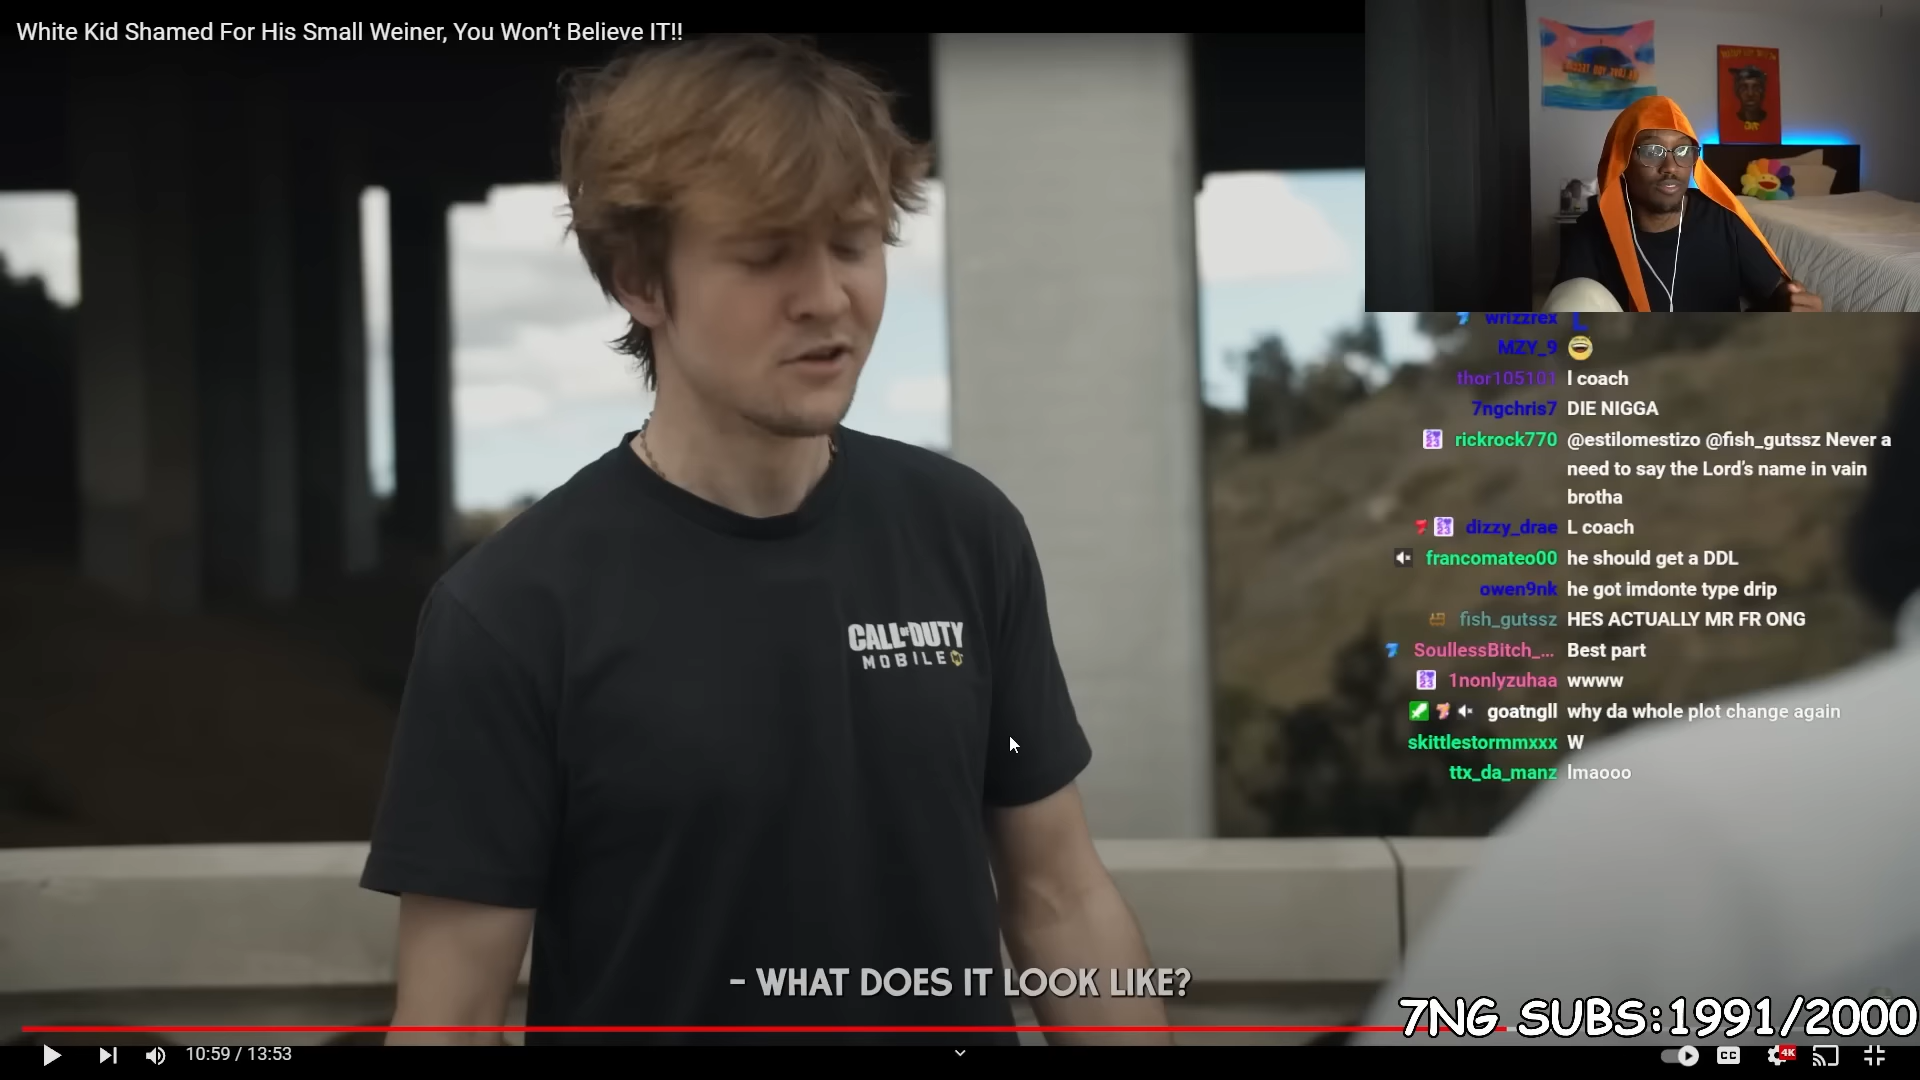 White Kid Shamed For His Small Weiner, You Won't Believe IT!!
wrizzrex L
MZY_9
thor105101 l coach
7ngchris7 DIE NIGGA
rickrock770 @estilomestizo @fish_gutssz Never a
need to say the Lord's name in vain
brotha
dizzy_drae L coach
francomateo00 he should get a DDL
owen9nk he got imdonte type drip
fish_gutssz HES ACTUALLY MR FR ONG
SoullessBitch_... Best part
1nonlyzuhaa wwww
goatngll why da whole plot change again
skittlestormmxxx W
ttx_da_manz lmaooo
CALL OF DUTY
MOBILE
- WHAT DOES IT LOOK LIKE?
7NG SUBS:1991/2000
10:59 / 13:53
CC
4K